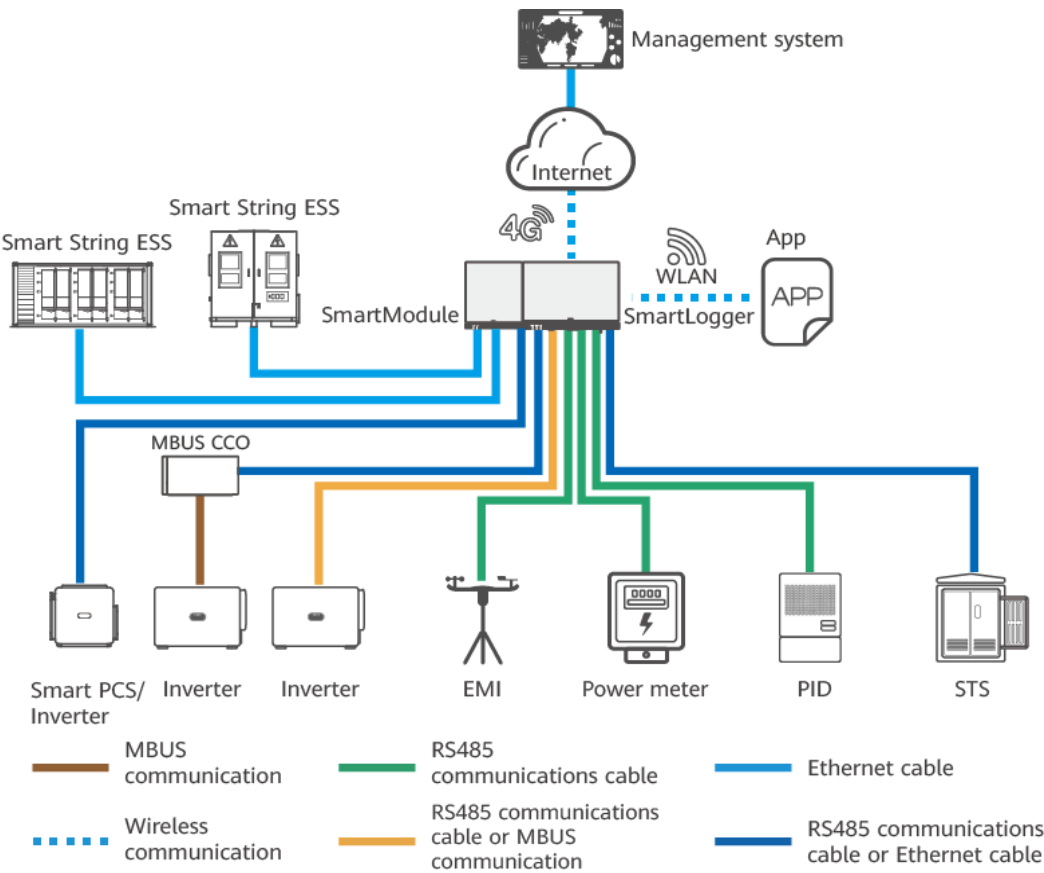 Management system
Internet
4G
Smart String ESS
Smart String ESS
WLAN
App
APP
SmartModule
SmartLogger
MBUS CCO
0000
Smart PCS/
Inverter
Inverter
Inverter
EMI
Power meter
PID
STS
MBUS
communication
RS485
communications cable
Ethernet cable
Wireless
communication
RS485 communications
cable or MBUS
communication
RS485 communications
cable or Ethernet cable